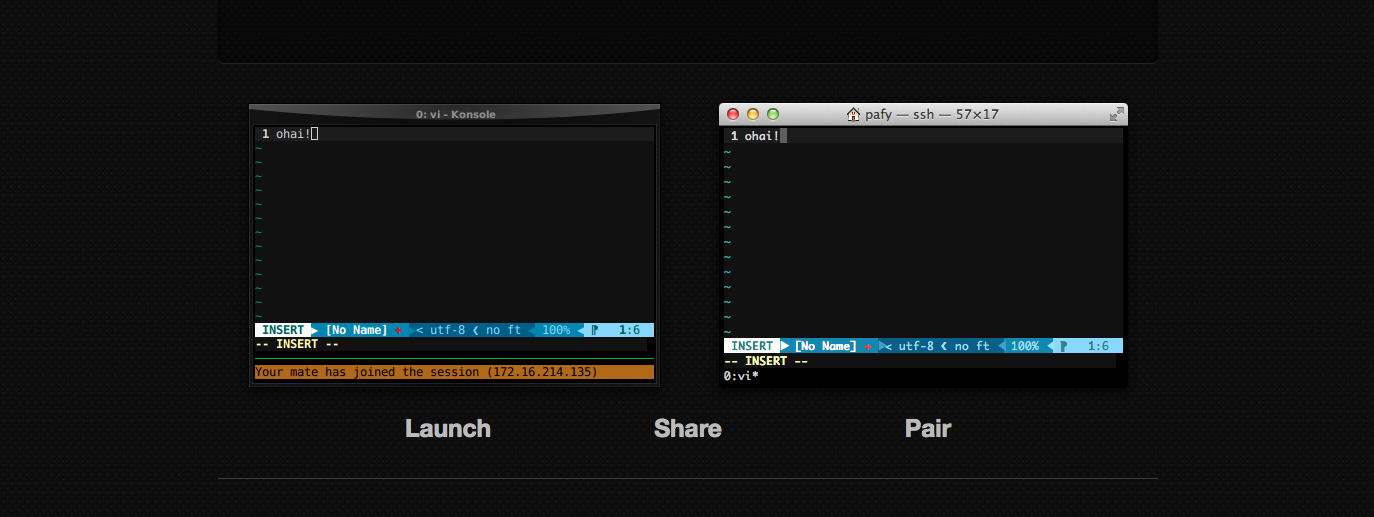 0: vi – Konsole
1 ohai!
~
~
~
~
~
~
~
~
~
~
~
~
~
INSERT [No Name] + < utf-8 ❮ no ft 100% ⁋ 1:6
-- INSERT --
Your mate has joined the session (172.16.214.135)
pafy — ssh — 57×17
1 ohai!
~
~
~
~
~
~
~
~
~
~
~
~
~
INSERT [No Name] + < utf-8 ❮ no ft 100% ⁋ 1:6
-- INSERT --
0:vi*
Launch Share Pair